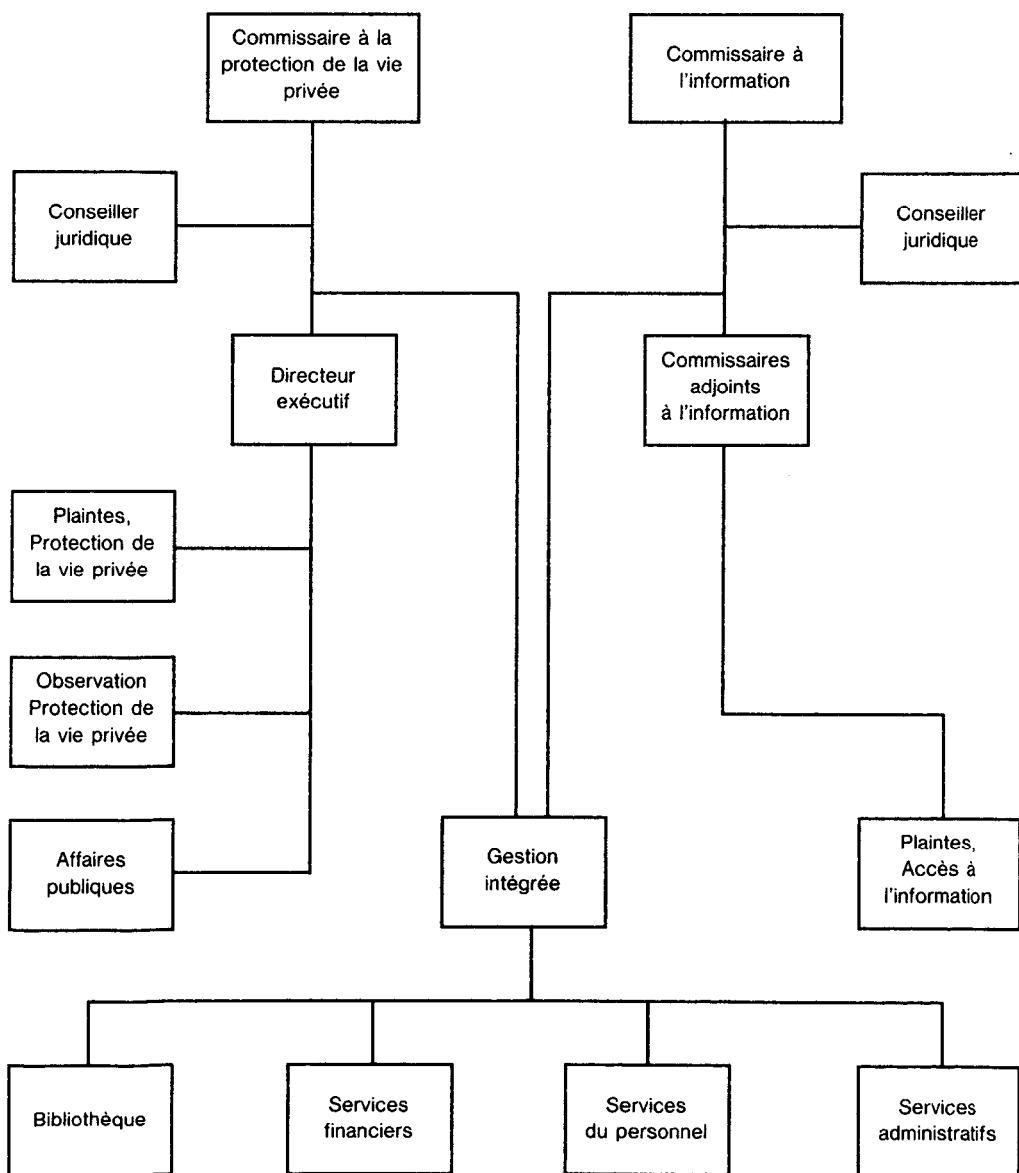 Commissaire à la
protection de la vie
privée
Commissaire à
l'information
Conseiller
juridique
Conseiller
juridique
Directeur
exécutif
Commissaires
adjoints
à l'information
Plaintes,
Protection de
la vie privée
Observation
Protection de
la vie privée
Affaires
publiques
Gestion
intégrée
Plaintes,
Accès à
l'information
Bibliothèque
Services
financiers
Services
du personnel
Services
administratifs